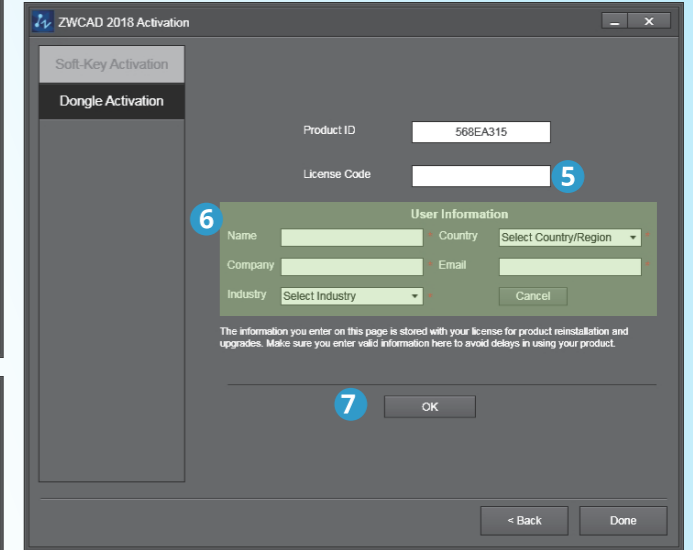 ZWCAD 2018 Activation
Soft-Key Activation
Dongle Activation
Product ID 568EA315
License Code 5
6 User Information
Name * Country Select Country/Region *
Company * Email *
Industry Select Industry * Cancel
The information you enter on this page is stored with your license for product reinstallation and
upgrades. Make sure you enter valid information here to avoid delays in using your product.
7 OK
< Back Done